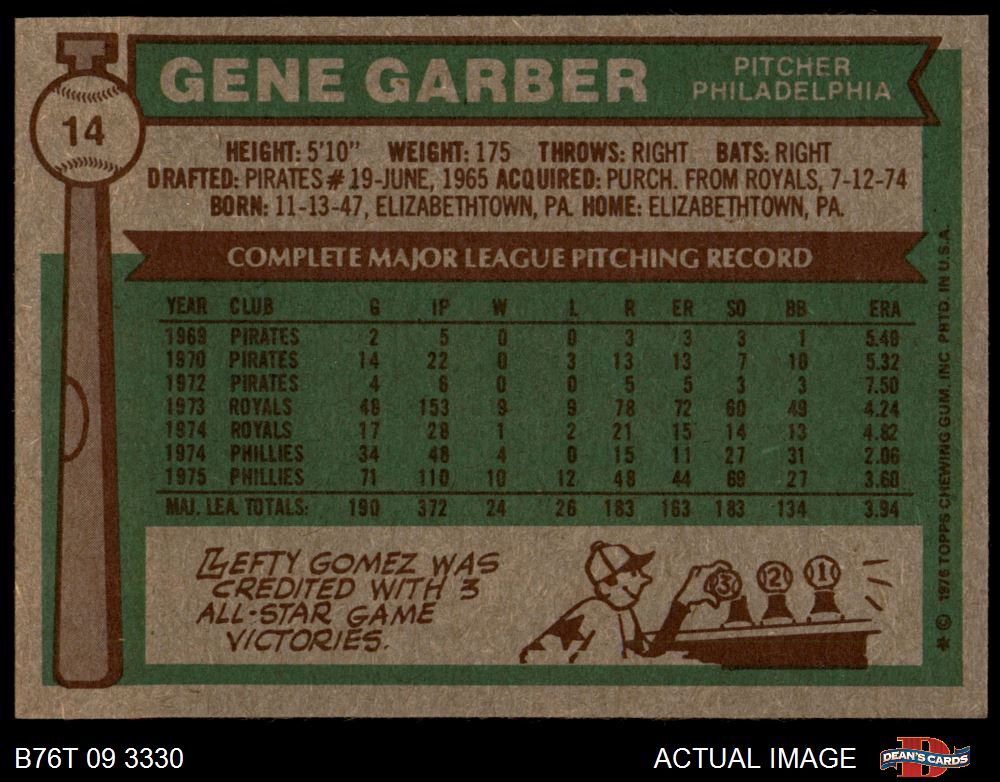 14
GENE GARBER
PITCHER
PHILADELPHIA
HEIGHT: 5'10" WEIGHT: 175 THROWS: RIGHT BATS: RIGHT
DRAFTED: PIRATES #19-JUNE, 1965 ACQUIRED: PURCH. FROM ROYALS, 7-12-74
BORN: 11-13-47, ELIZABETHTOWN, PA. HOME: ELIZABETHTOWN, PA.
COMPLETE MAJOR LEAGUE PITCHING RECORD
YEAR CLUB G IP W L R ER SO BB ERA
1969 PIRATES 2 5 0 0 3 3 3 1 5.40
1970 PIRATES 14 22 0 3 13 13 7 10 5.32
1972 PIRATES 4 6 0 0 5 5 3 3 7.50
1973 ROYALS 48 153 9 9 78 72 60 49 4.24
1974 ROYALS 17 28 1 2 21 15 14 13 4.82
1974 PHILLIES 34 48 4 0 15 11 27 31 2.06
1975 PHILLIES 71 110 10 12 48 44 69 27 3.60
MAJ. LEA. TOTALS: 190 372 24 26 183 163 183 134 3.94
LEFTY GOMEZ WAS
CREDITED WITH 3
ALL-STAR GAME
VICTORIES.
3 2 1
* © 1976 TOPPS CHEWING GUM, INC. PRTD. IN U.S.A.
B76T 09 3330
ACTUAL IMAGE
DEAN'S CARDS